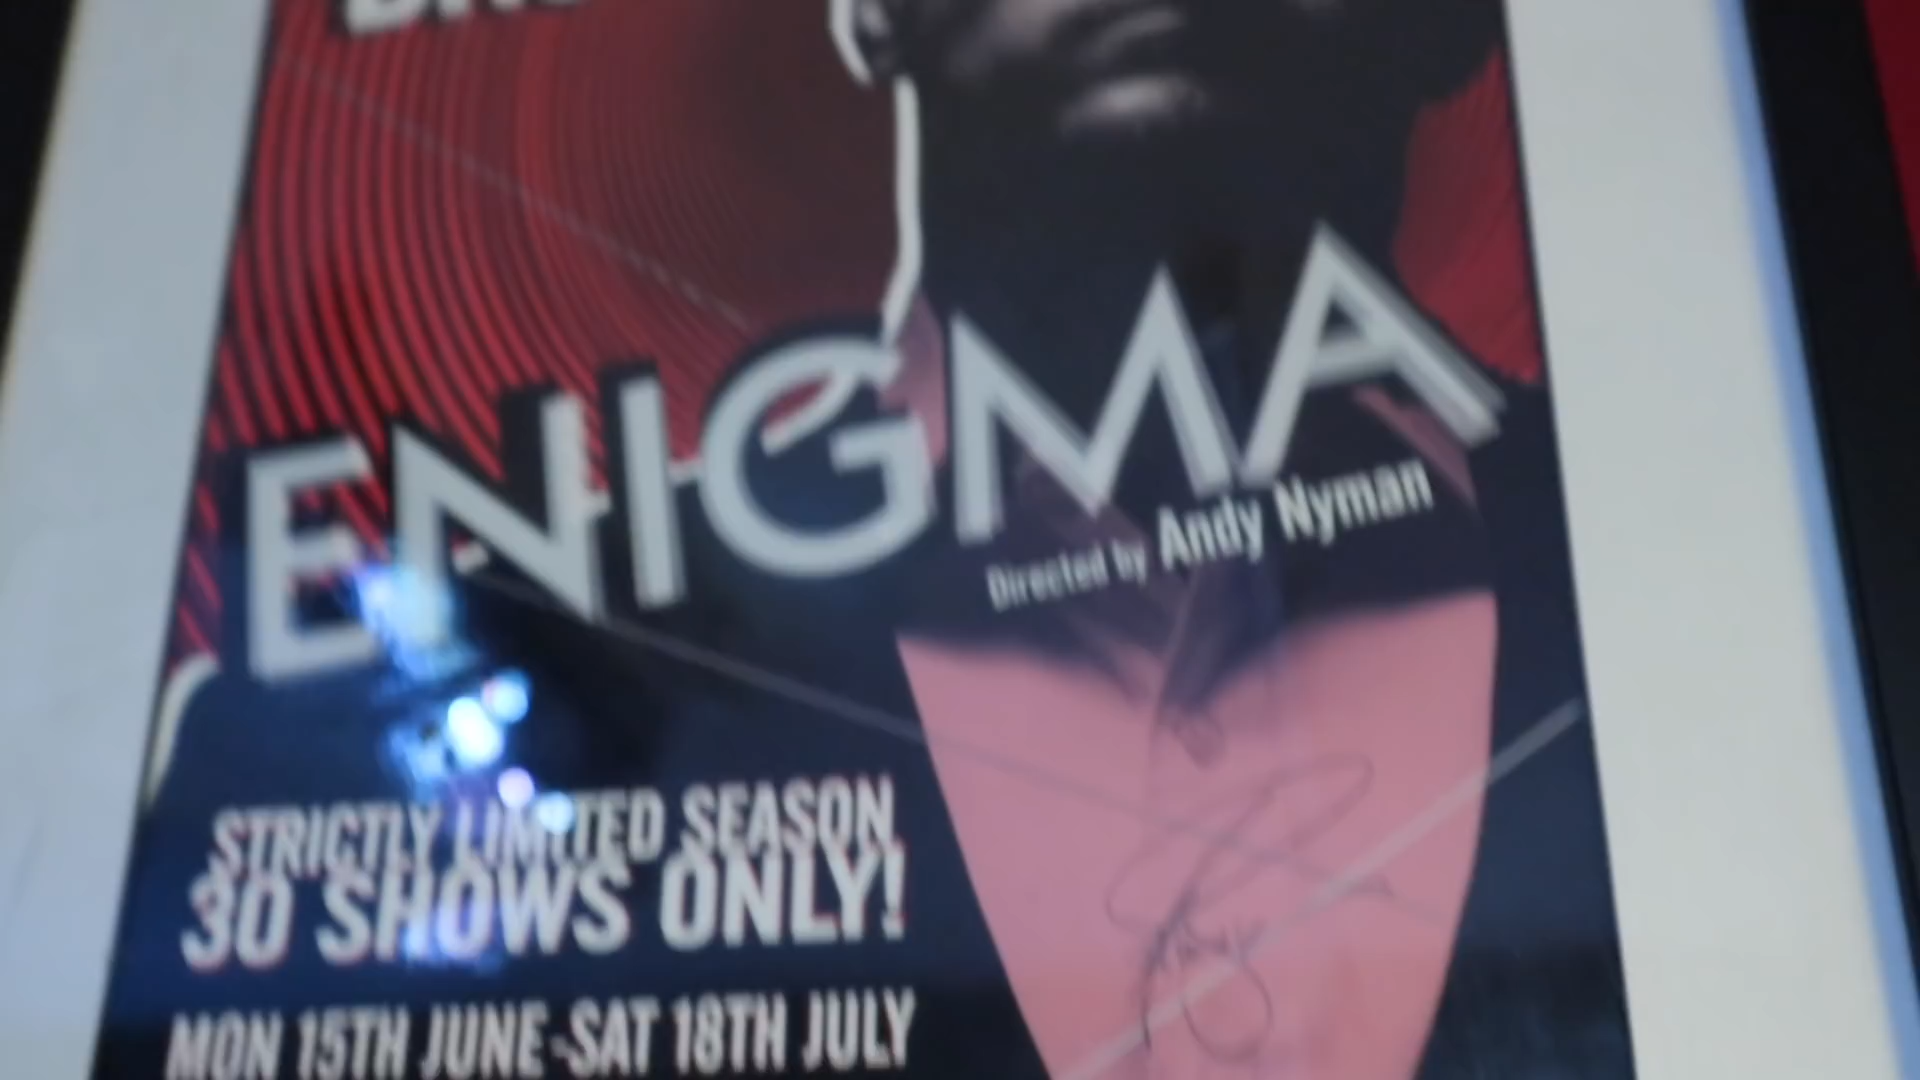 ENIGMA
Directed by Andy Nyman
STRICTLY LIMITED SEASON
30 SHOWS ONLY!
MON 15TH JUNE-SAT 18TH JULY